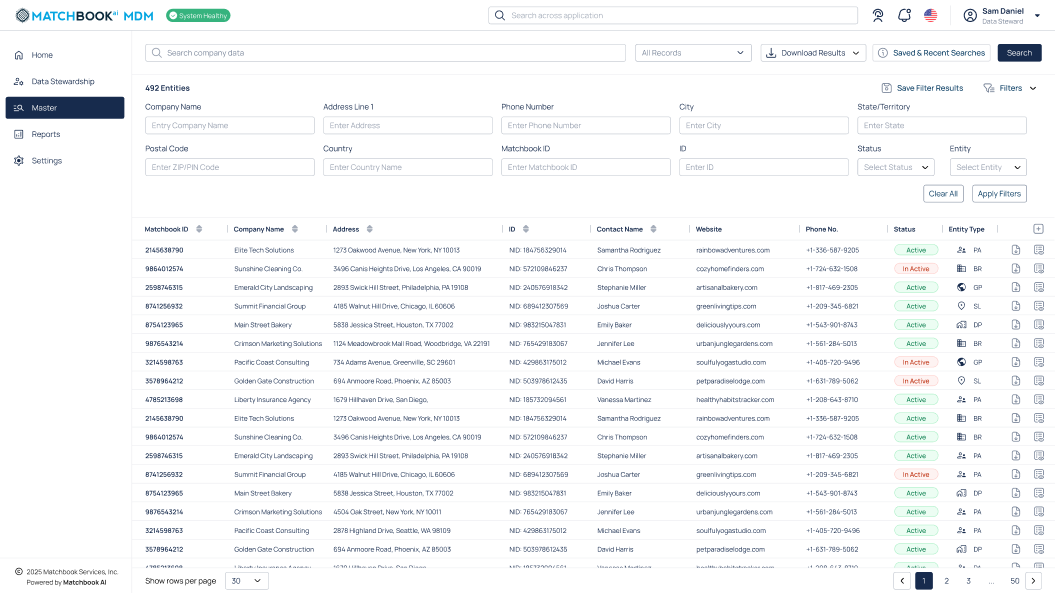 MATCHBOOK ai MDM
System Healthy
Search across application
Sam Daniel
Data Steward
Home
Data Stewardship
Master
Reports
Settings
© 2025 Matchbook Services, Inc.
Powered by Matchbook AI
Search company data
All Records
Download Results
Saved & Recent Searches
Search
492 Entities
Save Filter Results
Filters
Company Name Address Line 1 Phone Number City State/Territory
Entry Company Name Enter Address Enter Phone Number Enter City Enter State
Postal Code Country Matchbook ID ID Status Entity
Enter ZIP/PIN Code Enter Country Name Enter Matchbook ID Enter ID Select Status Select Entity
Clear All Apply Filters
Matchbook ID Company Name Address ID Contact Name Website Phone No. Status Entity Type
2145638790 Elite Tech Solutions 1273 Oakwood Avenue, New York, NY 10013 NID: 184756329014 Samantha Rodriguez rainbowadventures.com +1-336-587-9205 Active PA
9864012574 Sunshine Cleaning Co. 3496 Canis Heights Drive, Los Angeles, CA 90019 NID: 572109846237 Chris Thompson cozyhomefinders.com +1-724-632-1508 In Active BR
2598746315 Emerald City Landscaping 2893 Swick Hill Street, Philadelphia, PA 19108 NID: 240576918342 Stephanie Miller artisanalbakery.com +1-817-469-2305 Active GP
8741256932 Summit Financial Group 4185 Walnut Hill Drive, Chicago, IL 60606 NID: 689412307569 Joshua Carter greenlivingtips.com +1-209-345-6821 Active SL
8754123965 Main Street Bakery 5838 Jessica Street, Houston, TX 77002 NID: 983215047831 Emily Baker deliciouslyyours.com +1-543-901-8743 Active DP
9876543214 Crimson Marketing Solutions 1124 Meadowbrook Mall Road, Woodbridge, VA 22191 NID: 765429183067 Jennifer Lee urbanjunglegardens.com +1-561-284-5013 Active BR
3214598763 Pacific Coast Consulting 734 Adams Avenue, Greenville, SC 29601 NID: 429863175012 Michael Evans soulfulyogastudio.com +1-405-720-9496 In Active GP
3578964212 Golden Gate Construction 694 Anmoore Road, Phoenix, AZ 85003 NID: 503978612435 David Harris petparadiselodge.com +1-631-789-5062 In Active SL
4785213698 Liberty Insurance Agency 1679 Hillhaven Drive, San Diego, NID: 185732094561 Vanessa Martinez healthyhabitstracker.com +1-208-643-8710 Active PA
2145638790 Elite Tech Solutions 1273 Oakwood Avenue, New York, NY 10013 NID: 184756329014 Samantha Rodriguez rainbowadventures.com +1-336-587-9205 Active BR
9864012574 Sunshine Cleaning Co. 3496 Canis Heights Drive, Los Angeles, CA 90019 NID: 572109846237 Chris Thompson cozyhomefinders.com +1-724-632-1508 Active BR
2598746315 Emerald City Landscaping 2893 Swick Hill Street, Philadelphia, PA 19108 NID: 240576918342 Stephanie Miller artisanalbakery.com +1-817-469-2305 Active PA
8741256932 Summit Financial Group 4185 Walnut Hill Drive, Chicago, IL 60606 NID: 689412307569 Joshua Carter greenlivingtips.com +1-209-345-6821 In Active PA
8754123965 Main Street Bakery 5838 Jessica Street, Houston, TX 77002 NID: 983215047831 Emily Baker deliciouslyyours.com +1-543-901-8743 Active DP
9876543214 Crimson Marketing Solutions 4504 Oak Street, New York, NY 10011 NID: 765429183067 Jennifer Lee urbanjunglegardens.com +1-561-284-5013 Active PA
3214598763 Pacific Coast Consulting 2878 Highland Drive, Seattle, WA 98109 NID: 429863175012 Michael Evans soulfulyogastudio.com +1-405-720-9496 Active PA
3578964212 Golden Gate Construction 694 Anmoore Road, Phoenix, AZ 85003 NID: 503978612435 David Harris petparadiselodge.com +1-631-789-5062 Active DP
Show rows per page 30
1 2 3 ... 50